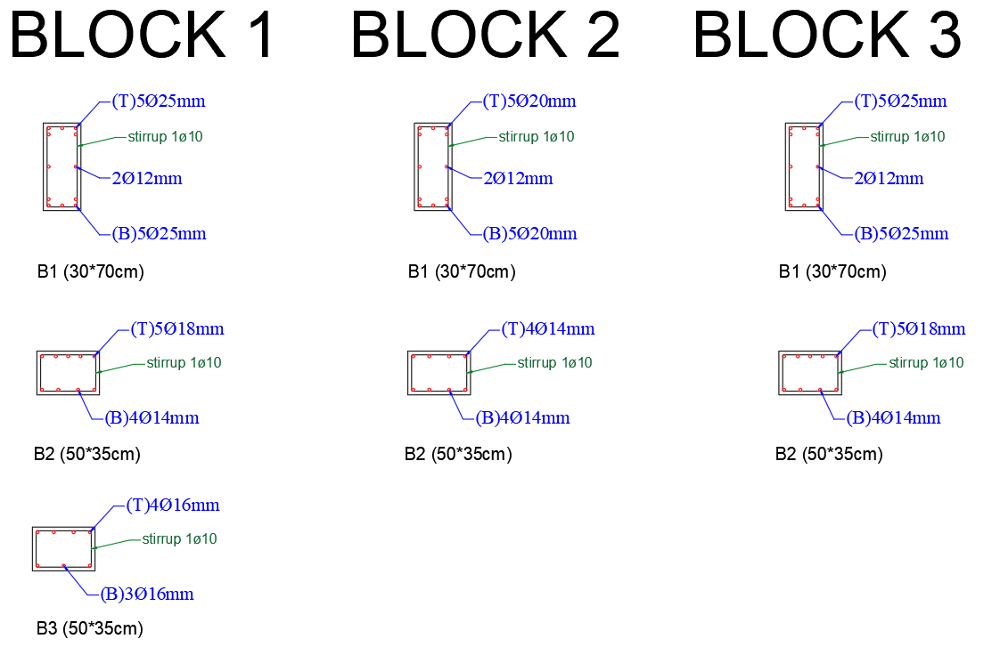 BLOCK 1
BLOCK 2
BLOCK 3
(T)5Ø25mm
stirrup 1ø10
2Ø12mm
(B)5Ø25mm
B1 (30*70cm)
(T)5Ø20mm
stirrup 1ø10
2Ø12mm
(B)5Ø20mm
B1 (30*70cm)
(T)5Ø25mm
stirrup 1ø10
2Ø12mm
(B)5Ø25mm
B1 (30*70cm)
(T)5Ø18mm
stirrup 1ø10
(B)4Ø14mm
B2 (50*35cm)
(T)4Ø14mm
stirrup 1ø10
(B)4Ø14mm
B2 (50*35cm)
(T)5Ø18mm
stirrup 1ø10
(B)4Ø14mm
B2 (50*35cm)
(T)4Ø16mm
stirrup 1ø10
(B)3Ø16mm
B3 (50*35cm)